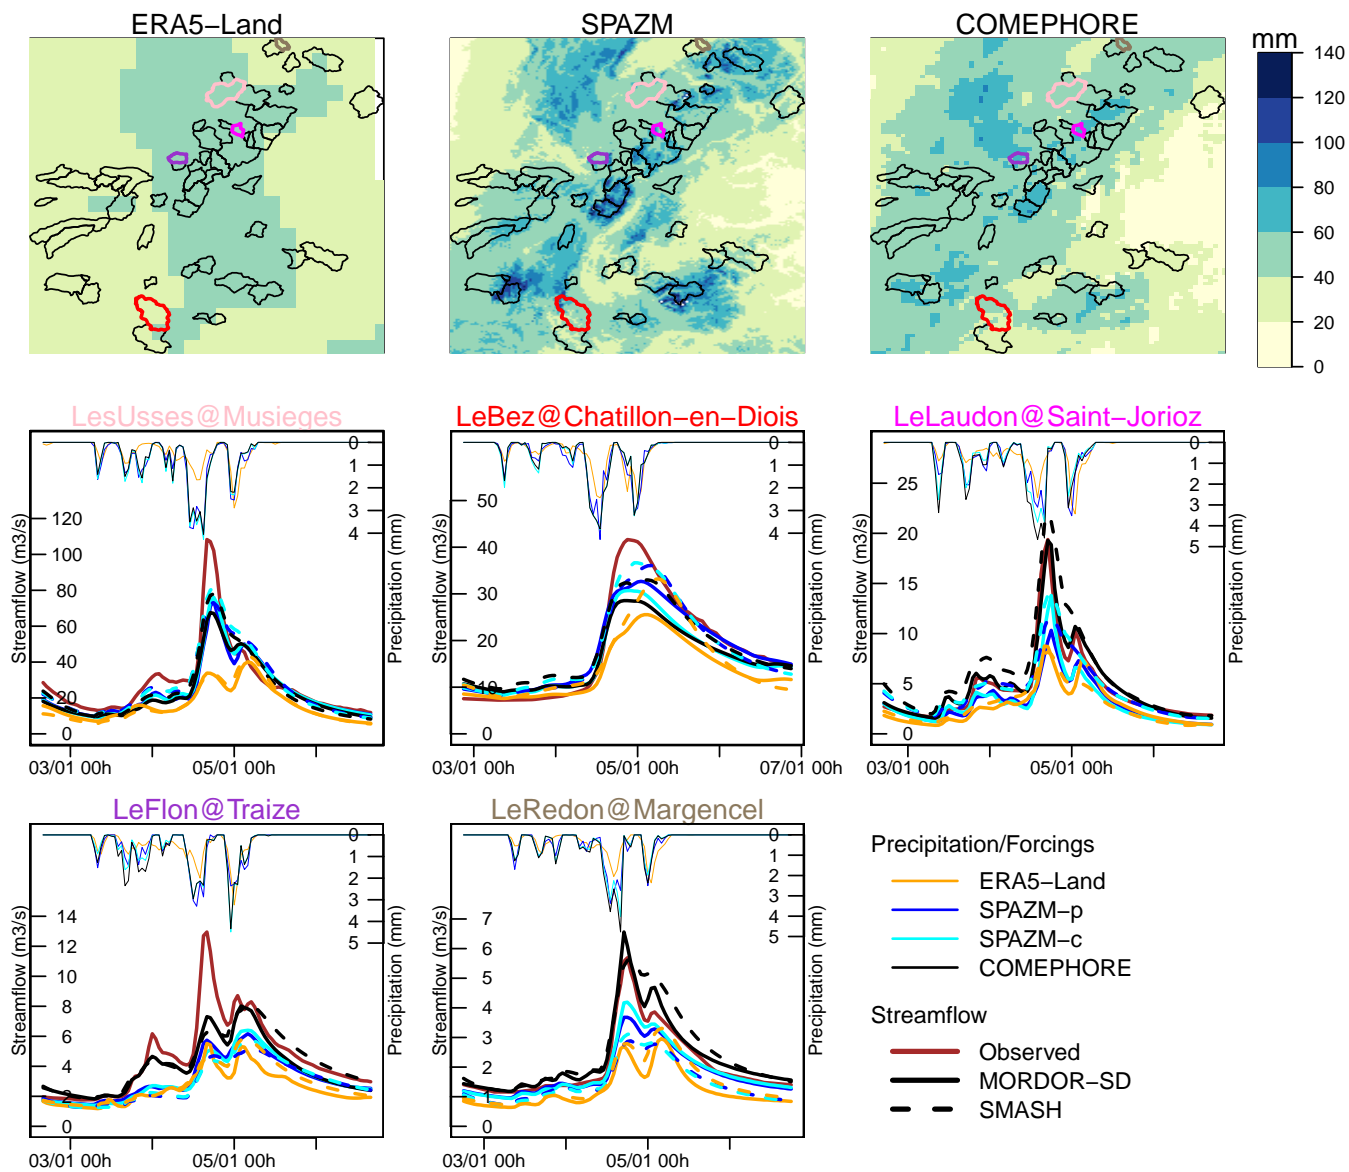 ERA5−Land
SPAZM
COMEPHORE
mm
140
120
100
80
60
40
20
0
LesUsses@Musieges
Streamflow (m3/s)
0
20
40
60
80
100
120
0
1
2
3
4
Precipitation (mm)
03/01 00h
05/01 00h
LeBez@Chatillon−en−Diois
Streamflow (m3/s)
0
10
20
30
40
50
0
1
2
3
4
Precipitation (mm)
03/01 00h
05/01 00h
07/01 00h
LeLaudon@Saint−Jorioz
Streamflow (m3/s)
0
5
10
15
20
25
0
1
2
3
4
5
Precipitation (mm)
03/01 00h
05/01 00h
LeFlon@Traize
Streamflow (m3/s)
0
2
4
6
8
10
12
14
0
1
2
3
4
5
Precipitation (mm)
03/01 00h
05/01 00h
LeRedon@Margencel
Streamflow (m3/s)
0
1
2
3
4
5
6
7
0
1
2
3
4
5
Precipitation (mm)
03/01 00h
05/01 00h
Precipitation/Forcings
ERA5−Land
SPAZM−p
SPAZM−c
COMEPHORE
Streamflow
Observed
MORDOR−SD
SMASH